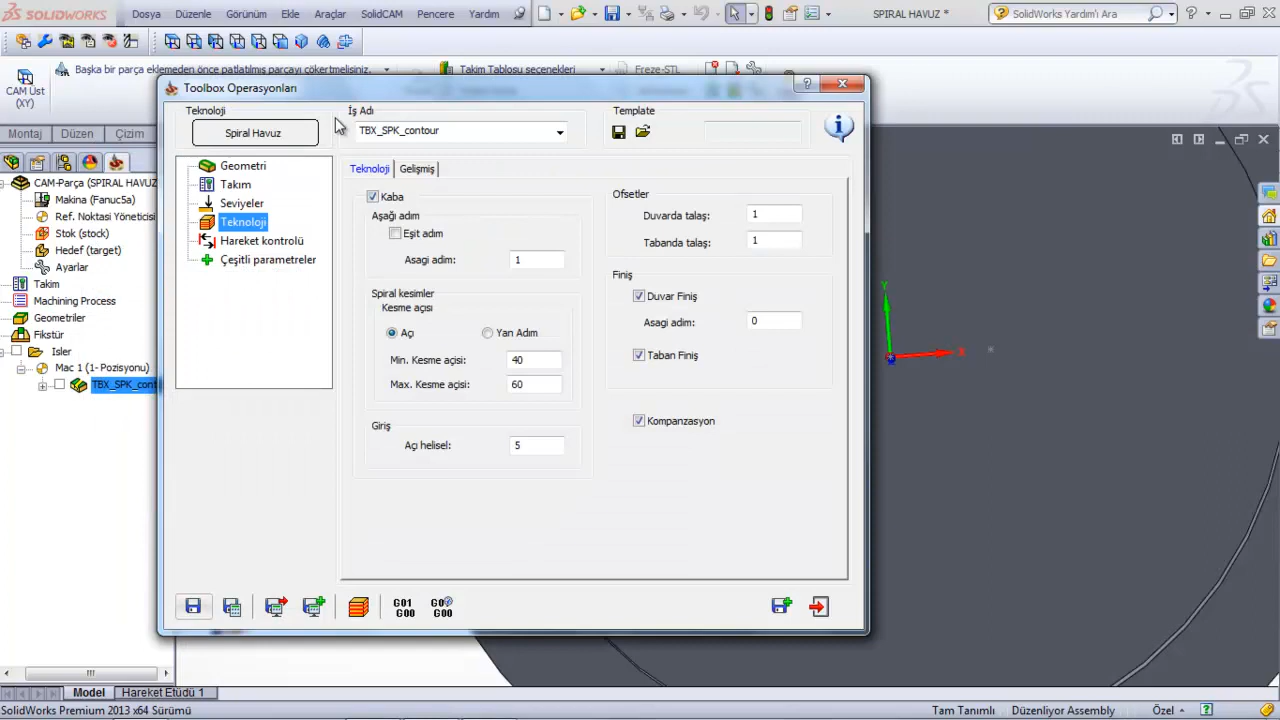 SOLIDWORKS
Dosya
Düzenle
Görünüm
Ekle
Araçlar
SolidCAM
Pencere
Yardım
SPIRAL HAVUZ *
SolidWorks Yardım'ı Ara
Başka bir parça eklemeden önce patlatılmış parçayı çökertmelisiniz.
Takim Tablosu seçenekleri
Freze-STL
CAM Üst
(XY)
Montaj
Düzen
Çizim
Toolbox Operasyonları
Teknoloji
Spiral Havuz
İş Adı
TBX_SPK_contour
Template
Geometri
Takım
Seviyeler
Teknoloji
Hareket kontrolü
Çeşitli parametreler
Teknoloji
Gelişmiş
Kaba
Aşağı adım
Eşit adım
Asagi adim: 1
Spiral kesimler
Kesme açısı
Açı
Yan Adım
Min. Kesme açisi: 40
Max. Kesme açisi: 60
Giriş
Açı helisel: 5
Ofsetler
Duvarda talaş: 1
Tabanda talaş: 1
Finiş
Duvar Finiş
Asagi adim: 0
Taban Finiş
Kompanzasyon
G01
G00
G00
CAM-Parça (SPIRAL HAVUZ
Makina (Fanuc5a)
Ref. Noktası Yöneticisi
Stok (stock)
Hedef (target)
Ayarlar
Takim
Machining Process
Geometriler
Fikstür
Isler
Mac 1 (1- Pozisyonu)
TBX_SPK_cont
Y
X
Model
Hareket Etüdü 1
SolidWorks Premium 2013 x64 Sürümü
Tam Tanımlı
Düzenliyor Assembly
Özel